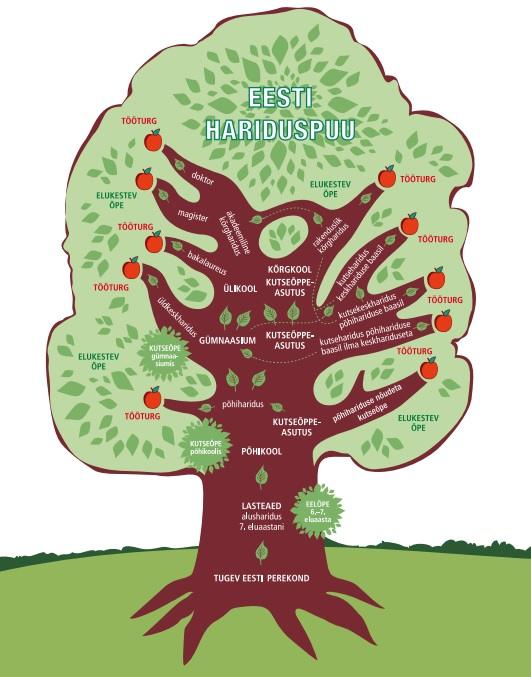 EESTI
HARIDUSPUU
TÖÖTURG
doktor
ELUKESTEV
ÕPE
magister
TÖÖTURG
bakalaureus
TÖÖTURG
üldkeskharidus
akadeemiline
kõrgharidus
ELUKESTEV
ÕPE
TÖÖTURG
rakenduslik
kõrgharidus
TÖÖTURG
kutseharidus
keskhariduse baasil
KÕRGKOOL
ÜLIKOOL
KUTSEÕPPE-
ASUTUS
TÖÖTURG
kutsekeskharidus
põhihariduse baasil
GÜMNAASIUM
KUTSEÕPPE-
ASUTUS
kutseharidus põhihariduse
baasil ilma keskhariduseta
TÖÖTURG
KUTSEÕPE
gümnaa-
siumis
ELUKESTEV
ÕPE
TÖÖTURG
põhiharidus
põhihariduse nõudeta
kutseõpe
ELUKESTEV
ÕPE
KUTSEÕPPE-
ASUTUS
KUTSEÕPE
põhikoolis
PÕHIKOOL
LASTEAED
alusharidus
7. eluaastani
EELÕPE
6.–7.
eluaasta
TUGEV EESTI PEREKOND